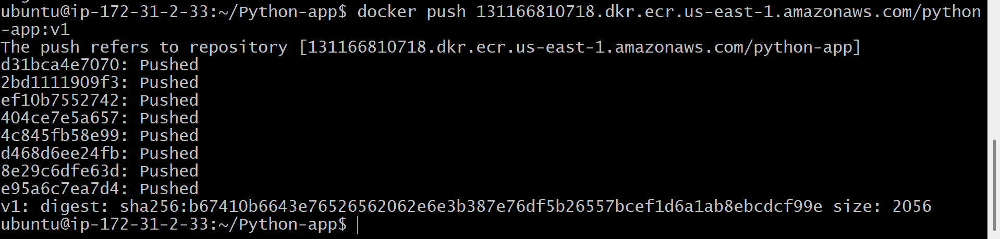 ubuntu@ip-172-31-2-33:~/Python-app$ docker push 131166810718.dkr.ecr.us-east-1.amazonaws.com/python
-app:v1
The push refers to repository [131166810718.dkr.ecr.us-east-1.amazonaws.com/python-app]
d31bca4e7070: Pushed
2bd1111909f3: Pushed
ef10b7552742: Pushed
404ce7e5a657: Pushed
4c845fb58e99: Pushed
d468d6ee24fb: Pushed
8e29c6dfe63d: Pushed
e95a6c7ea7d4: Pushed
v1: digest: sha256:b67410b6643e76526562062e6e3b387e76df5b26557bcef1d6a1ab8ebcdcf99e size: 2056
ubuntu@ip-172-31-2-33:~/Python-app$